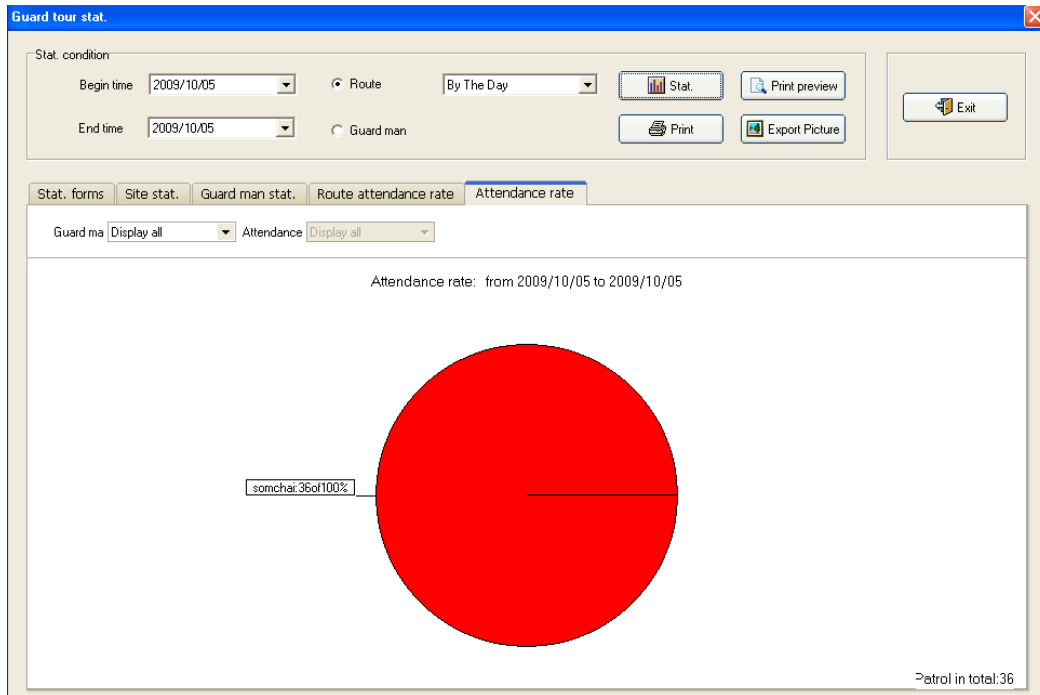 Guard tour stat.
Stat. condition
Begin time 2009/10/05 Route By The Day Stat. Print preview
Exit
End time 2009/10/05 Guard man Print Export Picture
Stat. forms Site stat. Guard man stat. Route attendance rate Attendance rate
Guard ma Display all Attendance Display all
Attendance rate: from 2009/10/05 to 2009/10/05
somchai:36of100%
Patrol in total:36